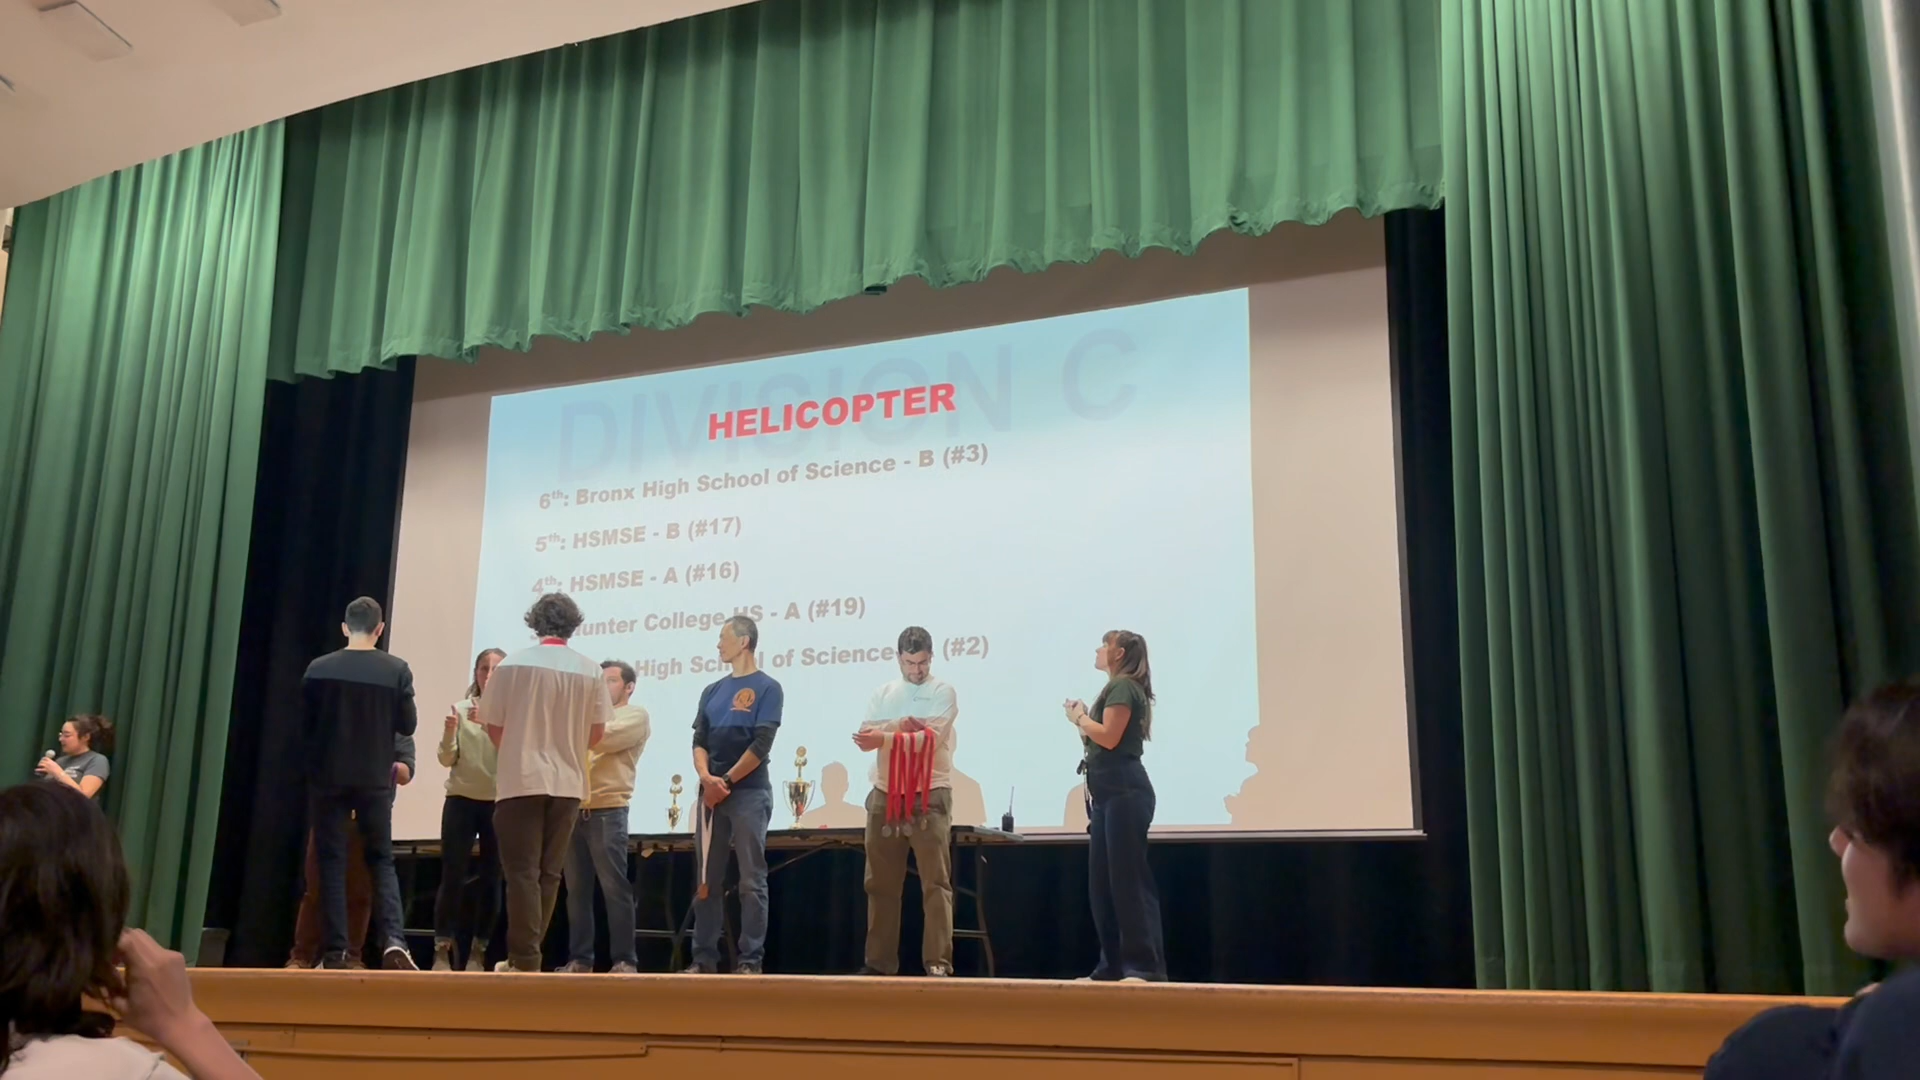 DIVISION C
HELICOPTER
6th: Bronx High School of Science - B (#3)
5th: HSMSE - B (#17)
4th: HSMSE - A (#16)
Hunter College HS - A (#19)
High School of Science (#2)